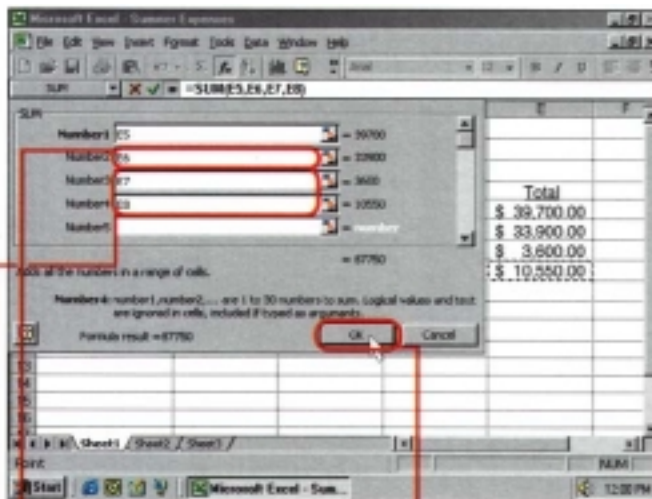 Microsoft Excel - Summer Expenses
File Edit View Insert Format Tools Data Window Help
Arial
SUM =SUM(E5,E6,E7,E8)
SUM
Number1 E5 = 39700
Number2 E6 = 33900
Number3 E7 = 3600
Number4 E8 = 10550
Number5 = number
= 87750
Adds all the numbers in a range of cells.
Number4: number1,number2,... are 1 to 30 numbers to sum. Logical values and text
are ignored in cells, included if typed as arguments.
Formula result =87750
OK Cancel
E F
Total
$ 39,700.00
$ 33,900.00
$ 3,600.00
$ 10,550.00
13
14
15
16
Sheet1 Sheet2 Sheet3
Point NUM
Start Microsoft Excel - Sum... 12:00 PM